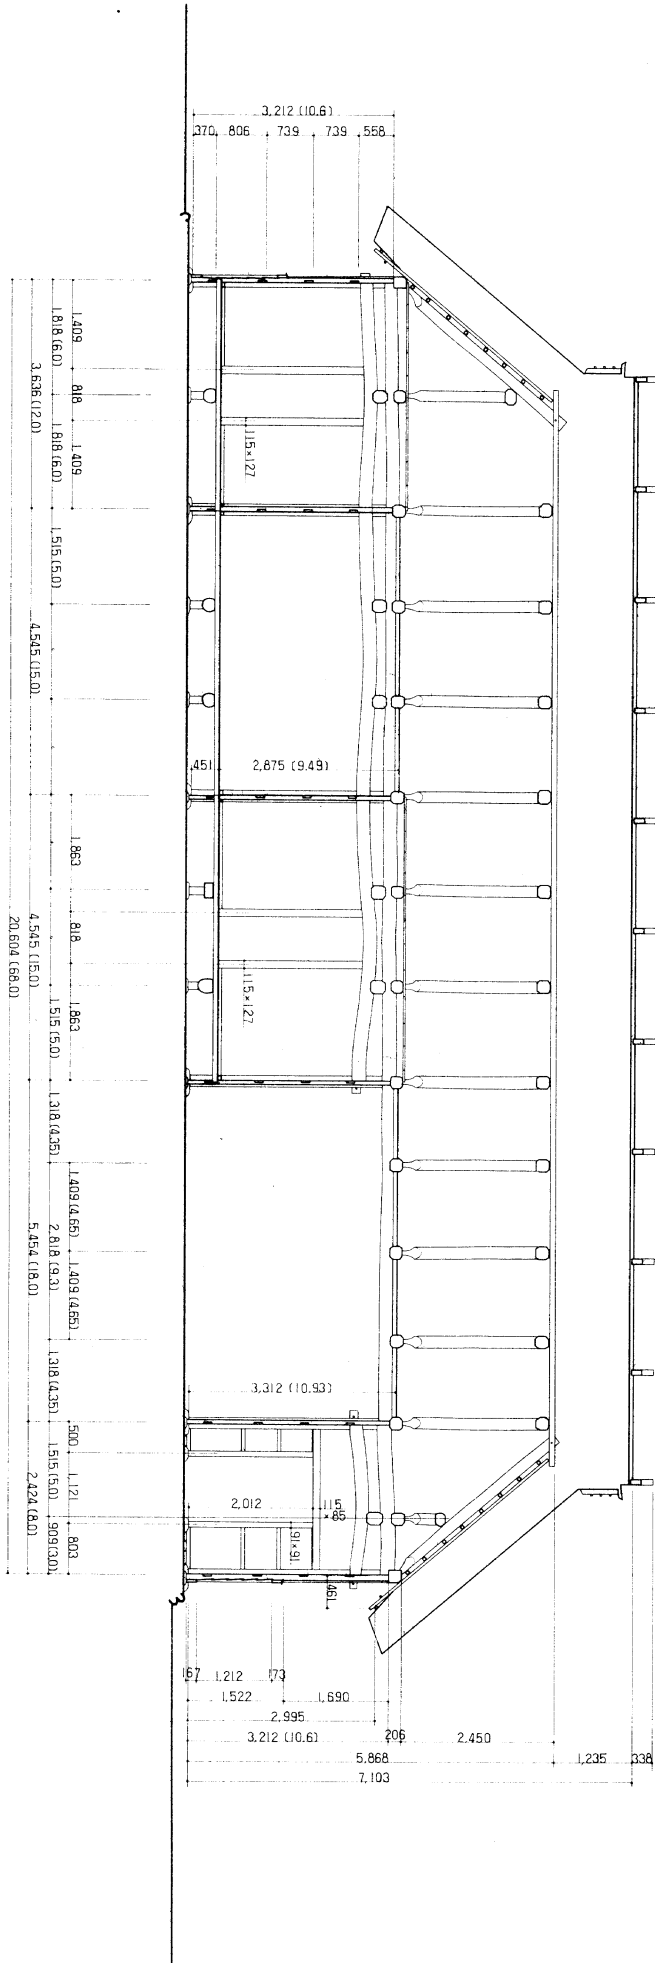 3,212 (10.6)
370 806 739 739 558
1,409 818 1,409
1,818 (6.0) 1,818 (6.0) 1,515 (5.0)
3,636 (12.0) 4,545 (15.0)
115×127
451 2,875 (9.49)
1,863 818 1,863
4,545 (15.0) 1,515 (5.0)
20,604 (68.0)
115×127
1,318 (4.35) 2,818 (9.3) 1,318 (4.35)
1,409 (4.65) 1,409 (4.65)
5,454 (18.0)
3,312 (10.93)
500 1,121 803
1,515 (5.0) 909 (3.0)
2,424 (8.0)
2,012 115
×85
91×91
461
167 1,212 173
1,522 1,690
2,995
3,212 (10.6) 206 2,450
5,868 1,235 338
7,103